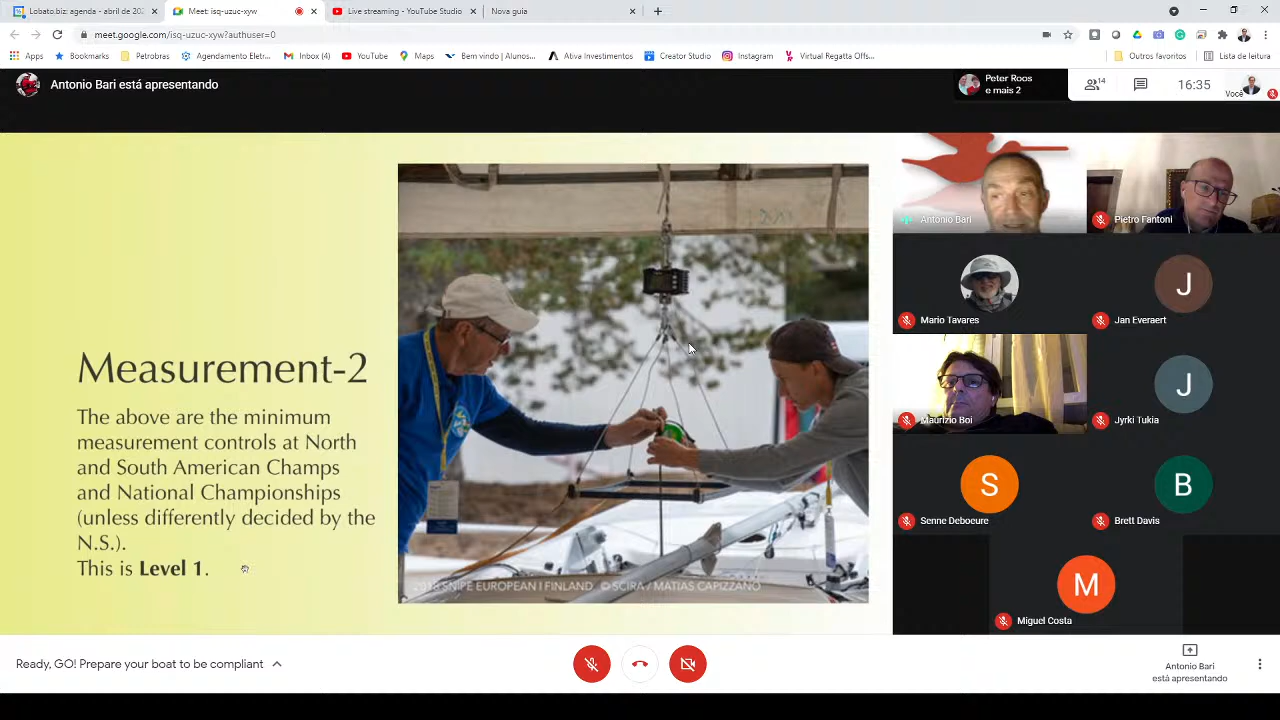 Lobato.biz: agenda - abril de 202
Meet: isq-uzuc-xyw
Live streaming - YouTube Studio
Nova guia
meet.google.com/isq-uzuc-xyw?authuser=0
Apps
Bookmarks
Petrobras
Agendamento Eletr...
Inbox (4)
YouTube
Maps
Bem vindo | Alunos...
Ativa Investimentos
Creator Studio
Instagram
Virtual Regatta Offs...
Outros favoritos
Lista de leitura
Antonio Bari está apresentando
Peter Roos
e mais 2
14
16:35
Você
Measurement-2
The above are the minimum
measurement controls at North
and South American Champs
and National Championships
(unless differently decided by the
N.S.).
This is Level 1.
2018 SNIPE EUROPEAN | FINLAND © SCIRA / MATIAS CAPIZZANO
Antonio Bari
Pietro Fantoni
Mario Tavares
J
Jan Everaert
Maurizio Boi
J
Jyrki Tukia
S
Senne Deboeure
B
Brett Davis
M
Miguel Costa
Ready, GO! Prepare your boat to be compliant
Antonio Bari
está apresentando